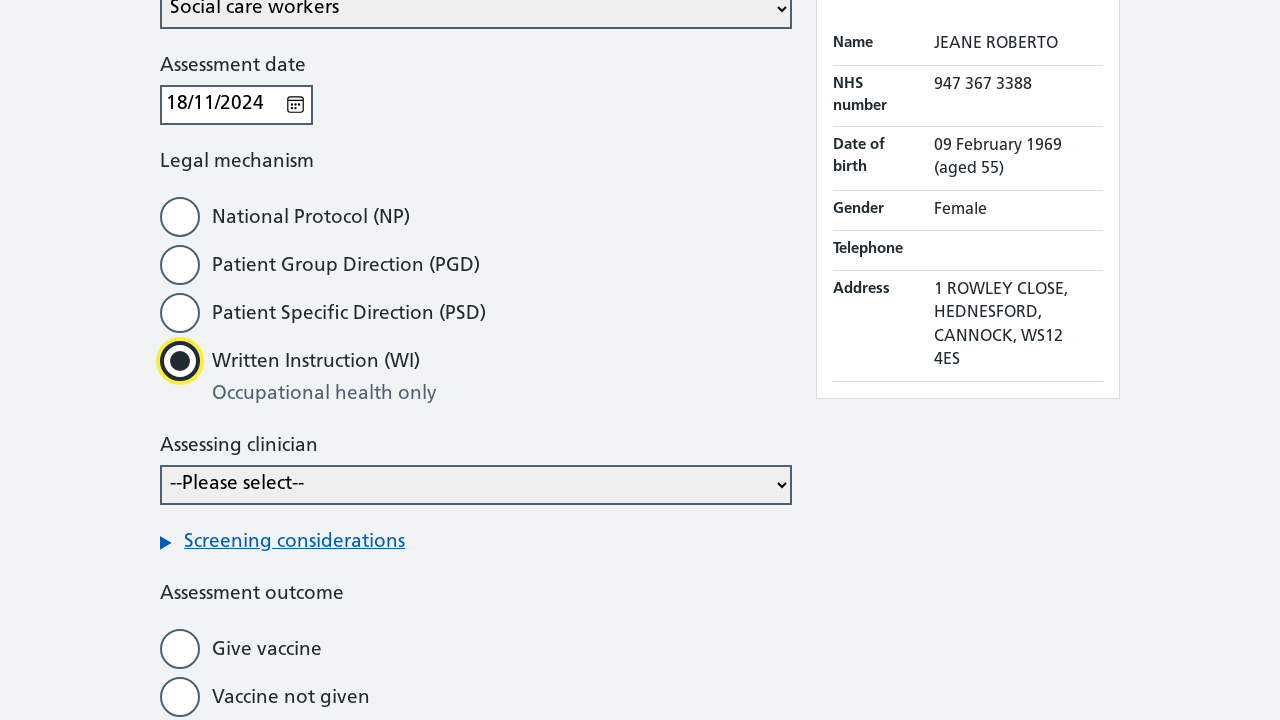 Social care workers
Assessment date
18/11/2024
Legal mechanism
National Protocol (NP)
Patient Group Direction (PGD)
Patient Specific Direction (PSD)
Written Instruction (WI)
Occupational health only
Assessing clinician
--Please select--
Screening considerations
Assessment outcome
Give vaccine
Vaccine not given
Name JEANE ROBERTO
NHS number 947 367 3388
Date of birth 09 February 1969
(aged 55)
Gender Female
Telephone
Address 1 ROWLEY CLOSE,
HEDNESFORD,
CANNOCK, WS12
4ES